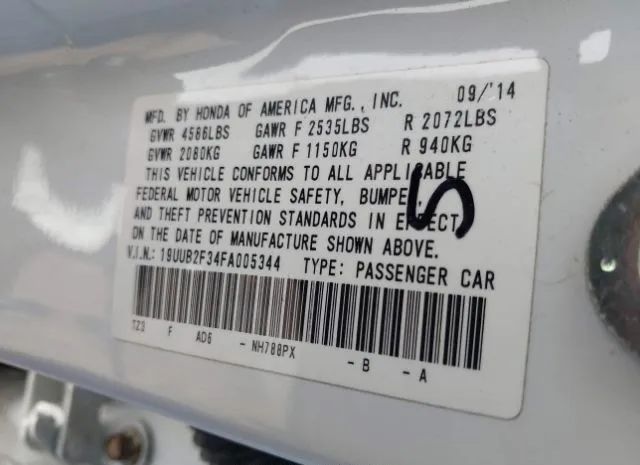 MFD. BY HONDA OF AMERICA MFG., INC. 09/'14
GVWR 4586LBS GAWR F 2535LBS R 2072LBS
GVWR 2080KG GAWR F 1150KG R 940KG
THIS VEHICLE CONFORMS TO ALL APPLICABLE
FEDERAL MOTOR VEHICLE SAFETY, BUMPER,
AND THEFT PREVENTION STANDARDS IN EFFECT
ON THE DATE OF MANUFACTURE SHOWN ABOVE.
V.I.N.: 19UUB2F34FA005344 TYPE: PASSENGER CAR
TZ3 F AD6 - NH788PX - B - A
5